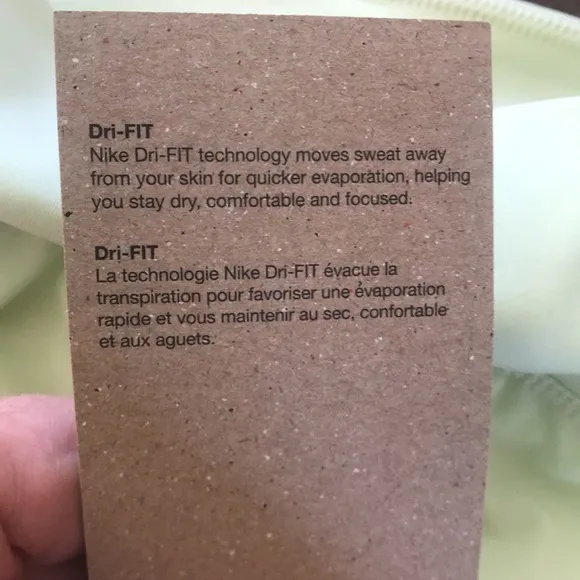 Dri-FIT
Nike Dri-FIT technology moves sweat away
from your skin for quicker evaporation, helping
you stay dry, comfortable and focused.
Dri-FIT
La technologie Nike Dri-FIT évacue la
transpiration pour favoriser une évaporation
rapide et vous maintenir au sec, confortable
et aux aguets.